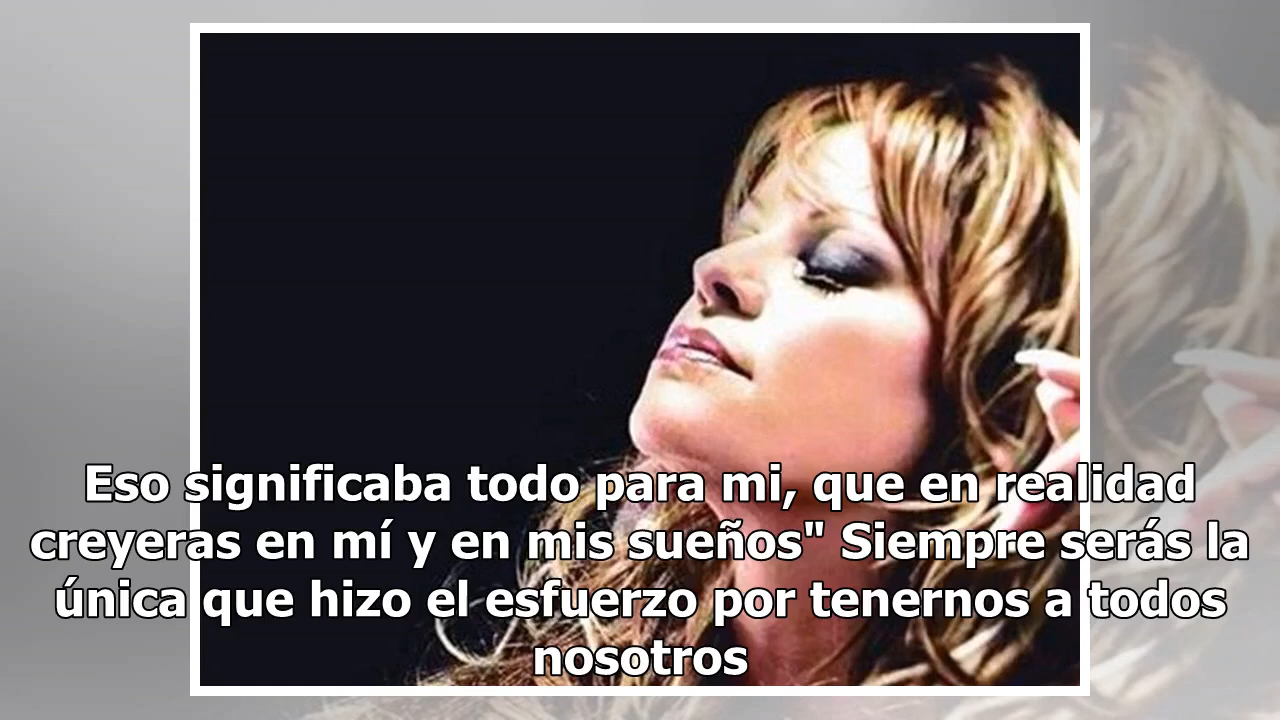 Eso significaba todo para mi, que en realidad
creyeras en mí y en mis sueños" Siempre serás la
única que hizo el esfuerzo por tenernos a todos
nosotros